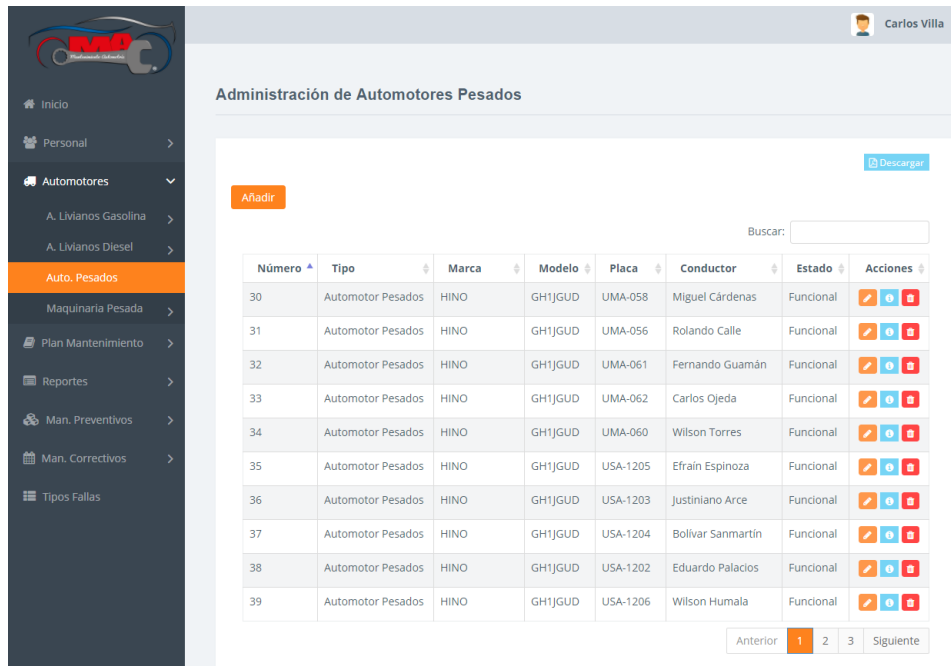 MAC
Mantenimiento Automotriz
Carlos Villa
Inicio
Personal
Automotores
A. Livianos Gasolina
A. Livianos Diesel
Auto. Pesados
Maquinaria Pesada
Plan Mantenimiento
Reportes
Man. Preventivos
Man. Correctivos
Tipos Fallas
Administración de Automotores Pesados
Descargar
Añadir
Buscar:
Número Tipo Marca Modelo Placa Conductor Estado Acciones
30 Automotor Pesados HINO GH1JGUD UMA-058 Miguel Cárdenas Funcional
31 Automotor Pesados HINO GH1JGUD UMA-056 Rolando Calle Funcional
32 Automotor Pesados HINO GH1JGUD UMA-061 Fernando Guamán Funcional
33 Automotor Pesados HINO GH1JGUD UMA-062 Carlos Ojeda Funcional
34 Automotor Pesados HINO GH1JGUD UMA-060 Wilson Torres Funcional
35 Automotor Pesados HINO GH1JGUD USA-1205 Efraín Espinoza Funcional
36 Automotor Pesados HINO GH1JGUD USA-1203 Justiniano Arce Funcional
37 Automotor Pesados HINO GH1JGUD USA-1204 Bolívar Sanmartín Funcional
38 Automotor Pesados HINO GH1JGUD USA-1202 Eduardo Palacios Funcional
39 Automotor Pesados HINO GH1JGUD USA-1206 Wilson Humala Funcional
Anterior 1 2 3 Siguiente